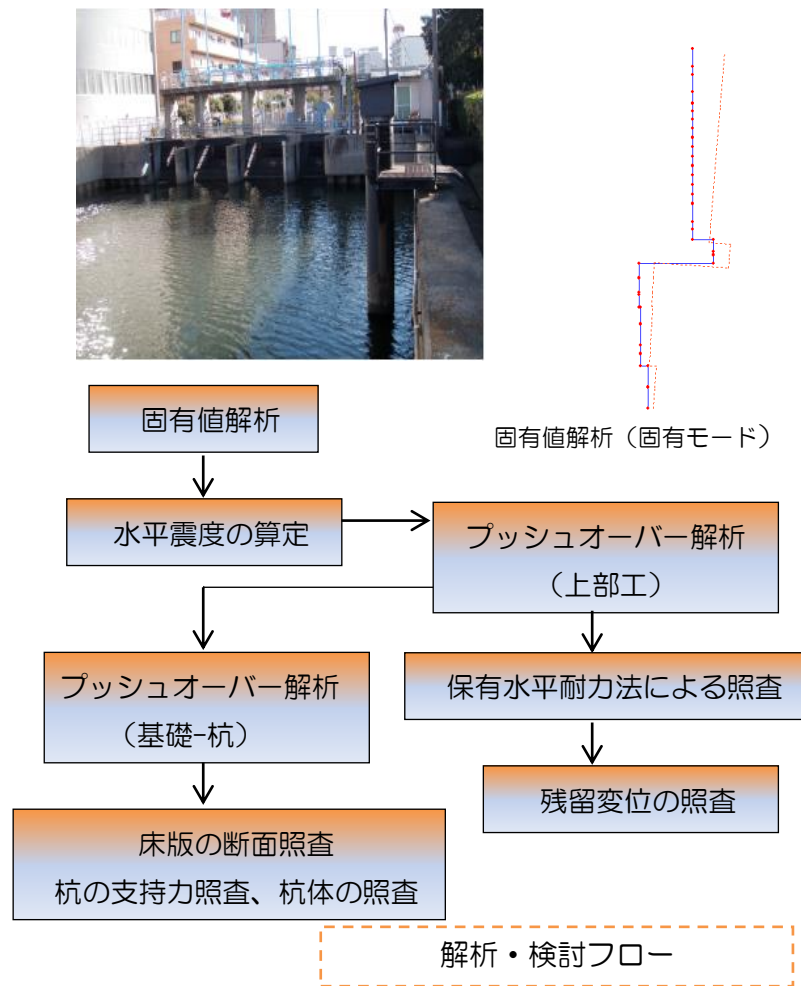 固有値解析（固有モード）
固有値解析
水平震度の算定
プッシュオーバー解析
（上部工）
プッシュオーバー解析
（基礎-杭）
保有水平耐力法による照査
残留変位の照査
床版の断面照査
杭の支持力照査、杭体の照査
解析・検討フロー